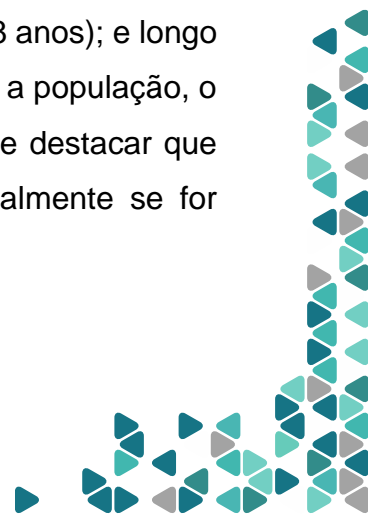 anos); e longo
a população, o
e destacar que
almente se for